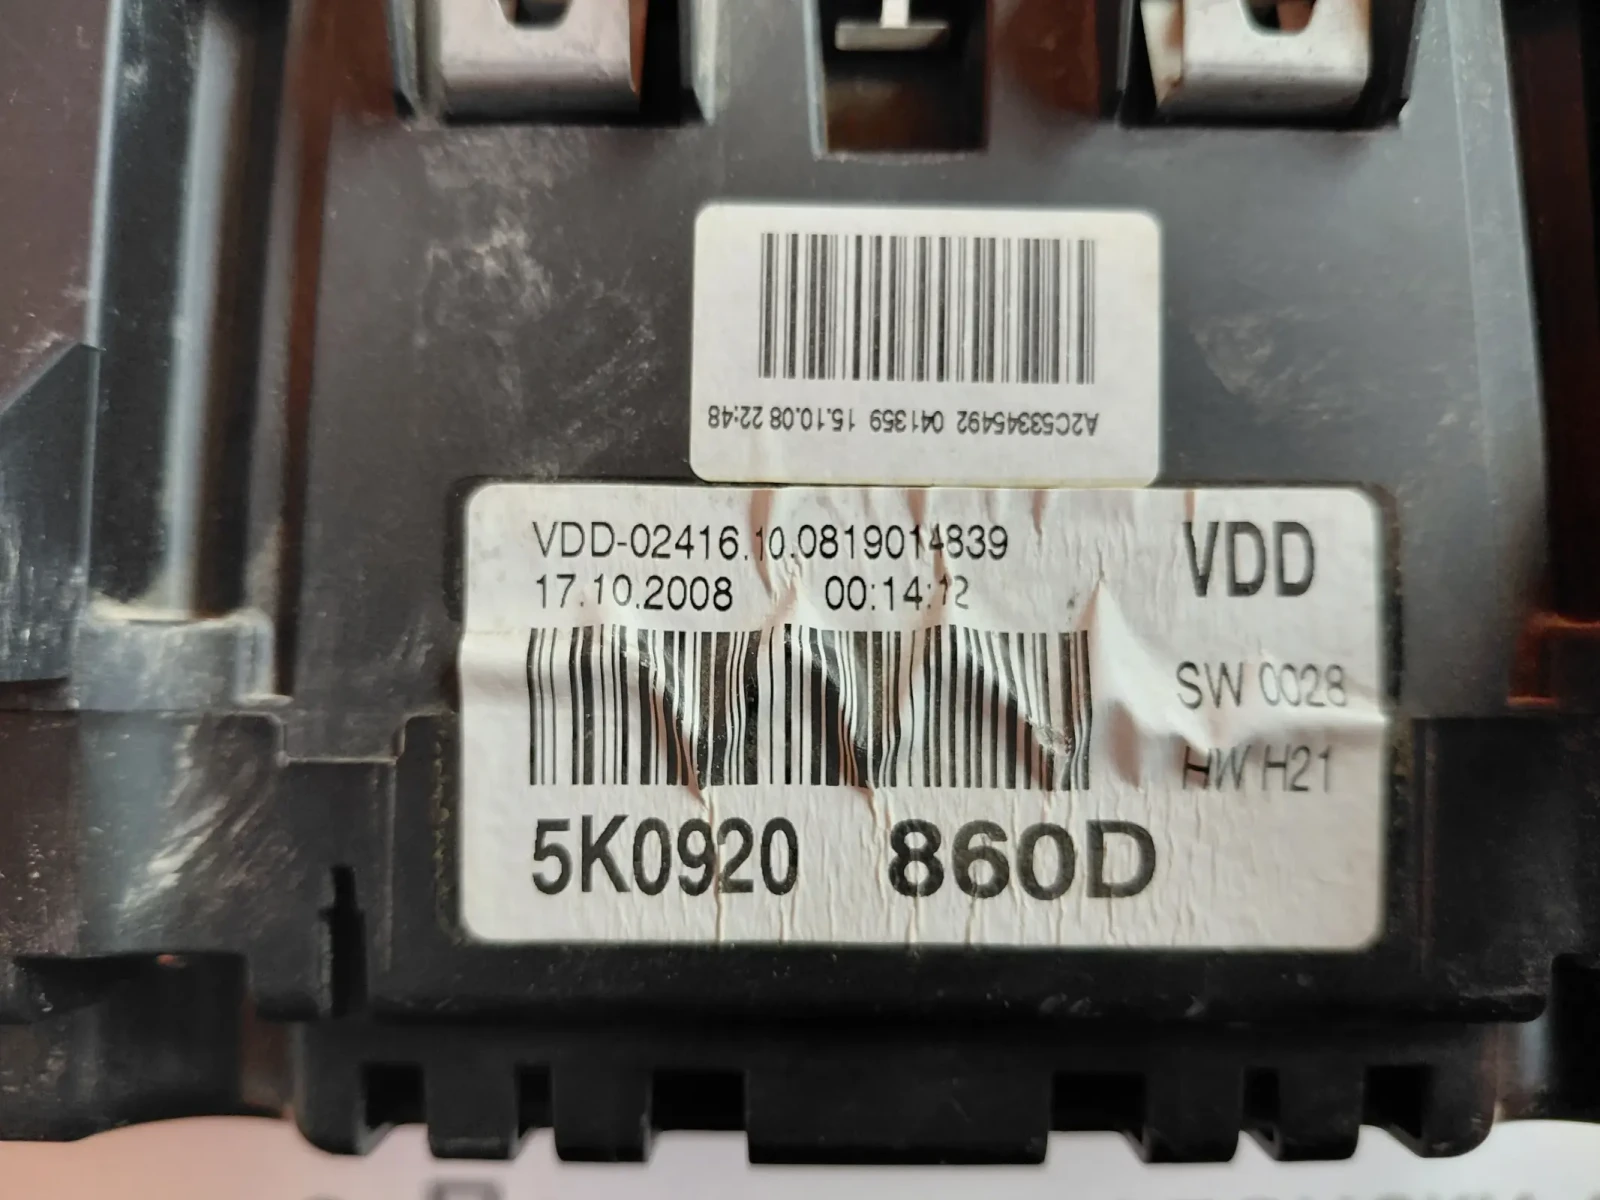 A2C53345492 041359 15.10.08 22:48
VDD-02416.10.0819014839
VDD
17.10.2008 00:14:12
SW 0028
HW H21
5K0920 860D